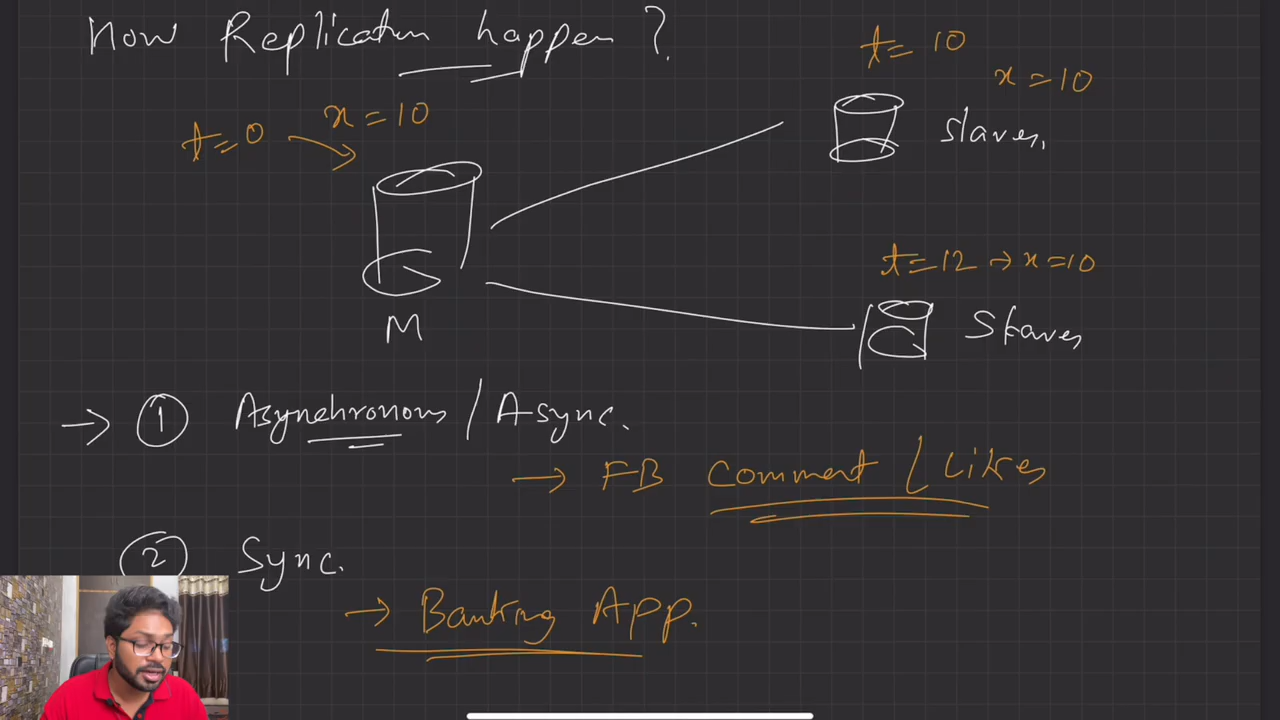 How Replication happen ?
t = 10
x = 10
t = 0 x = 10
slaves.
t = 12 → x = 10
M
Slaves
→ ① Asynchronous / Async.
→ FB Comment / Likes
② Sync.
→ Banking App.